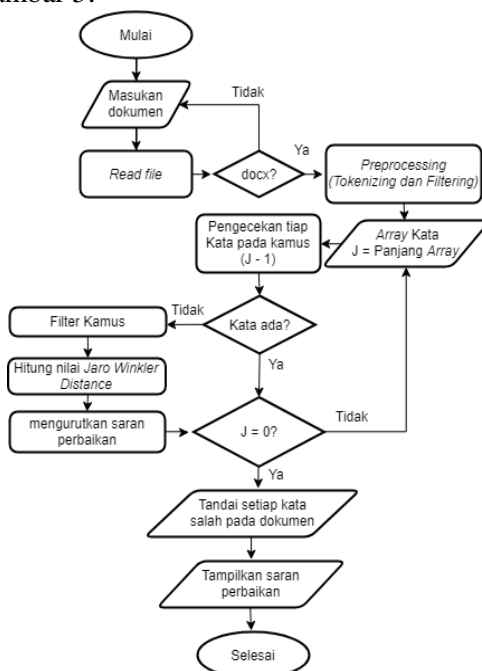 Mulai
Masukan
dokumen
Tidak
Read file
docx?
Ya
Preprocessing
(Tokenizing dan Filtering)
Array Kata
J = Panjang Array
Pengecekan tiap
Kata pada kamus
(J - 1)
Kata ada?
Tidak
Filter Kamus
Hitung nilai Jaro Winkler
Distance
mengurutkan saran
perbaikan
Ya
J = 0?
Tidak
Ya
Tandai setiap kata
salah pada dokumen
Tampilkan saran
perbaikan
Selesai